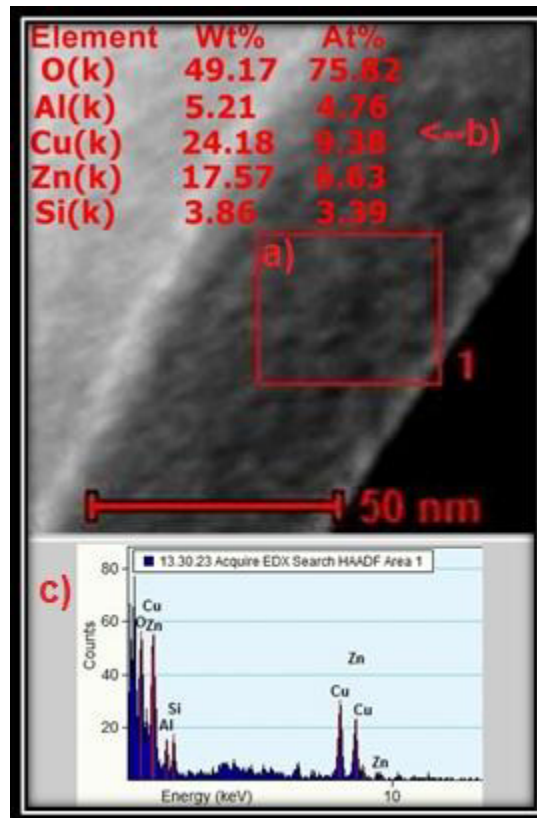 Element Wt% At%
O(k) 49.17 75.82
Al(k) 5.21 4.76
Cu(k) 24.18 9.38
Zn(k) 17.57 6.63
Si(k) 3.86 3.39
<--b)
a)
1
50 nm
c)
13.30.23 Acquire EDX Search HAADF Area 1
80
60
40
20
Counts
Cu
O Zn
Si
Al
Zn
Cu
Cu
Zn
Energy (keV) 10